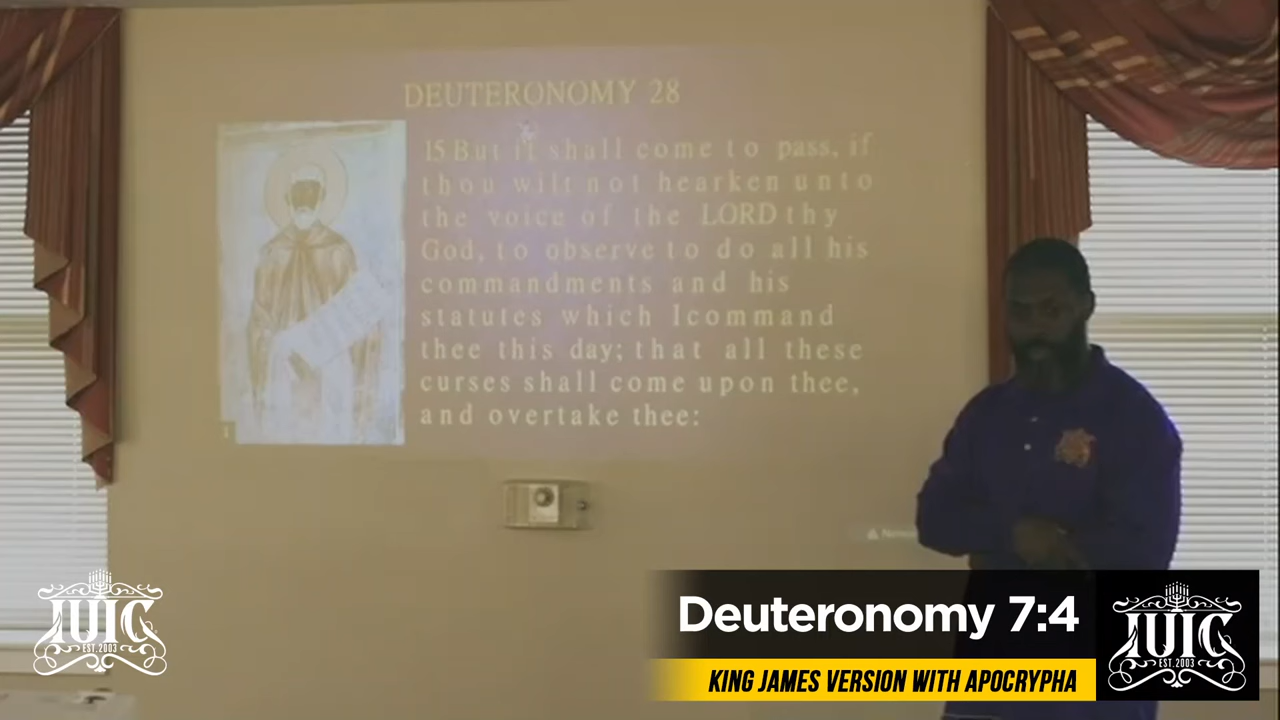 DEUTERONOMY 28
15 But it shall come to pass, if
thou wilt not hearken unto
the voice of the LORD thy
God, to observe to do all his
commandments and his
statutes which I command
thee this day; that all these
curses shall come upon thee,
and overtake thee:
1
IUIC
EST. 2003
Deuteronomy 7:4
KING JAMES VERSION WITH APOCRYPHA
IUIC
EST. 2003